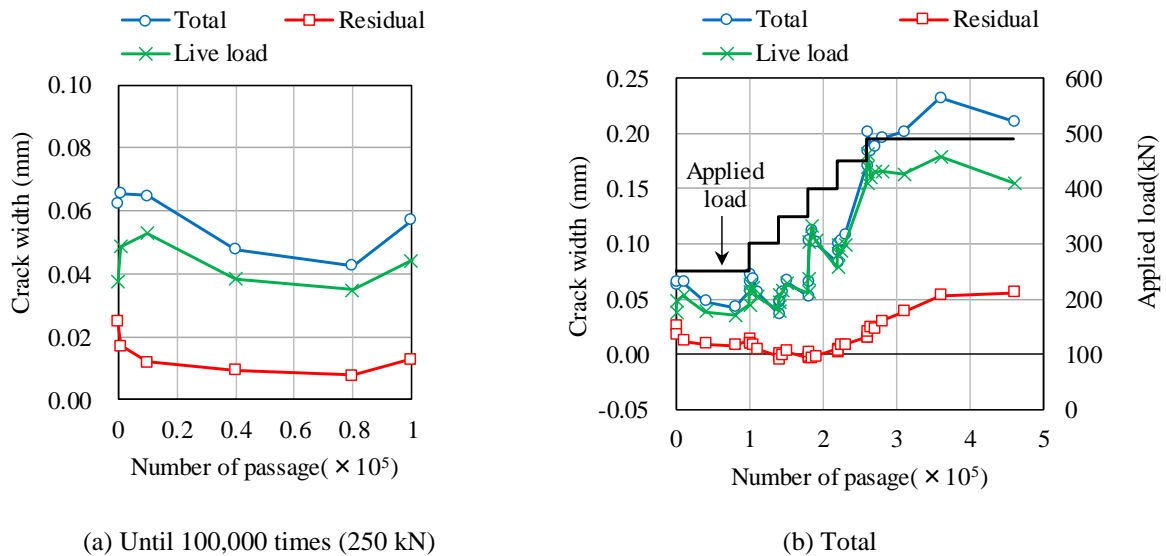 Total
Residual
Live load
0.10
0.08
0.06
0.04
0.02
0.00
Crack width (mm)
0
0.2
0.4
0.6
0.8
1
Number of passage( × 10⁵)
(a) Until 100,000 times (250 kN)
Total
Residual
Live load
0.25
0.20
0.15
0.10
0.05
0.00
-0.05
Crack width (mm)
Applied
load
600
500
400
300
200
100
0
Applied load(kN)
0
1
2
3
4
5
Number of pasage( × 10⁵)
(b) Total